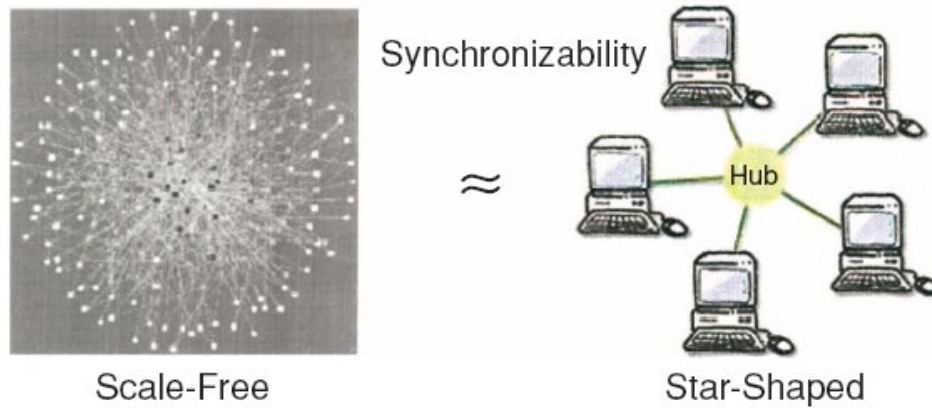 Synchronizability
≈
Hub
Scale-Free
Star-Shaped